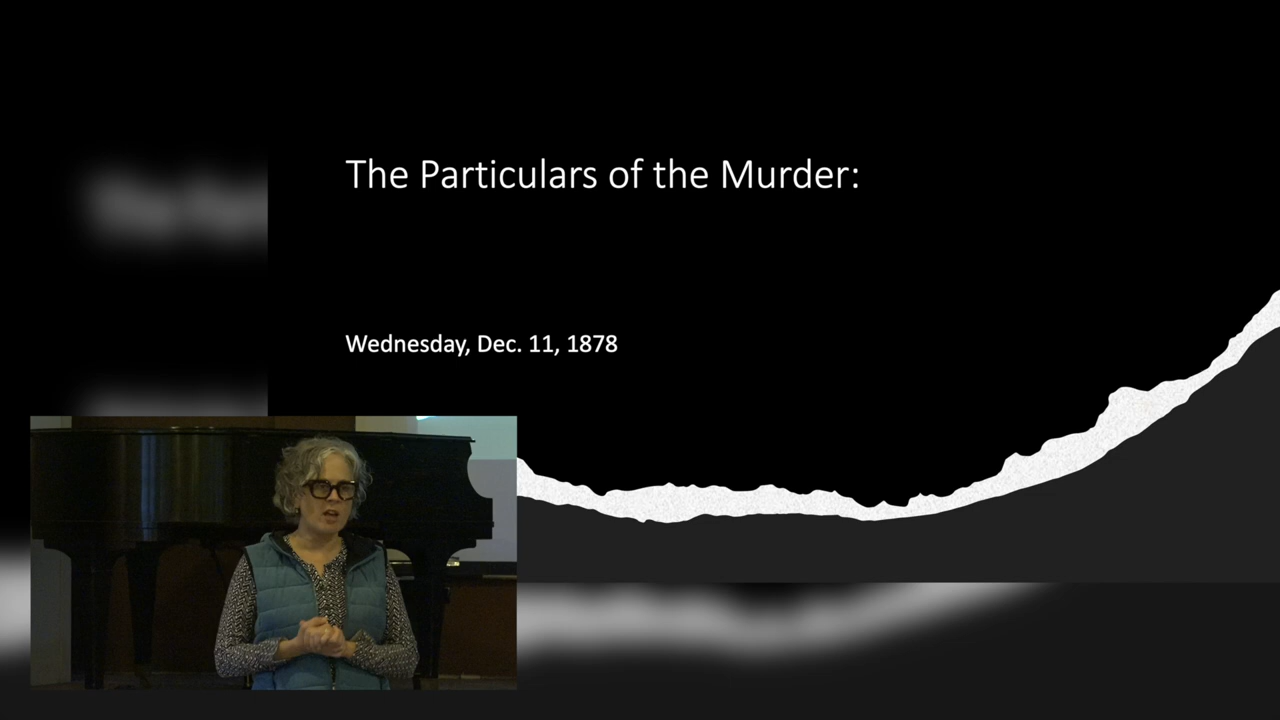 The Particulars of the Murder:
Wednesday, Dec. 11, 1878